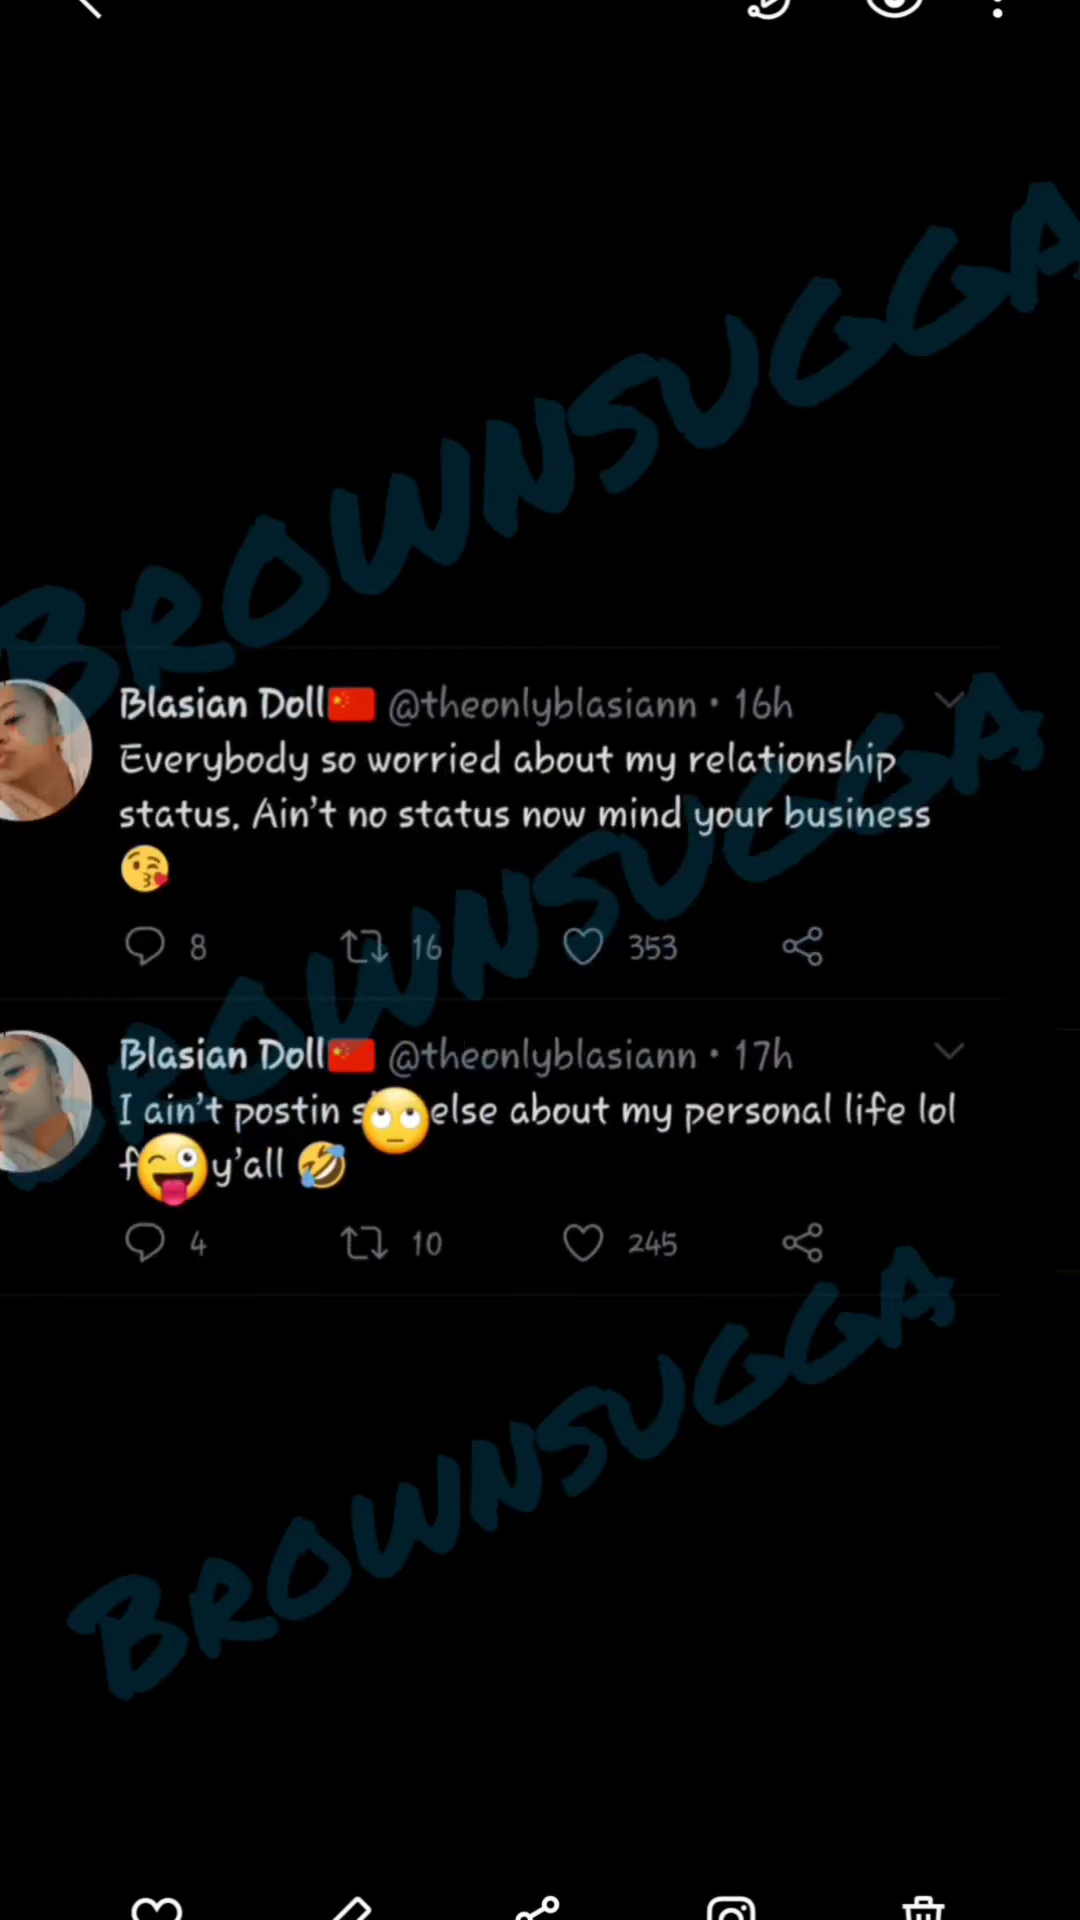 BROWNSUGGA
Blasian Doll🇨🇳 @theonlyblasiann • 16h
Everybody so worried about my relationship
status. Ain't no status now mind your business
😘
8 16 353
BROWNSUGGA
Blasian Doll🇨🇳 @theonlyblasiann • 17h
I ain't postin s🙄else about my personal life lol
f😜y'all 🤣
4 10 245
BROWNSUGGA